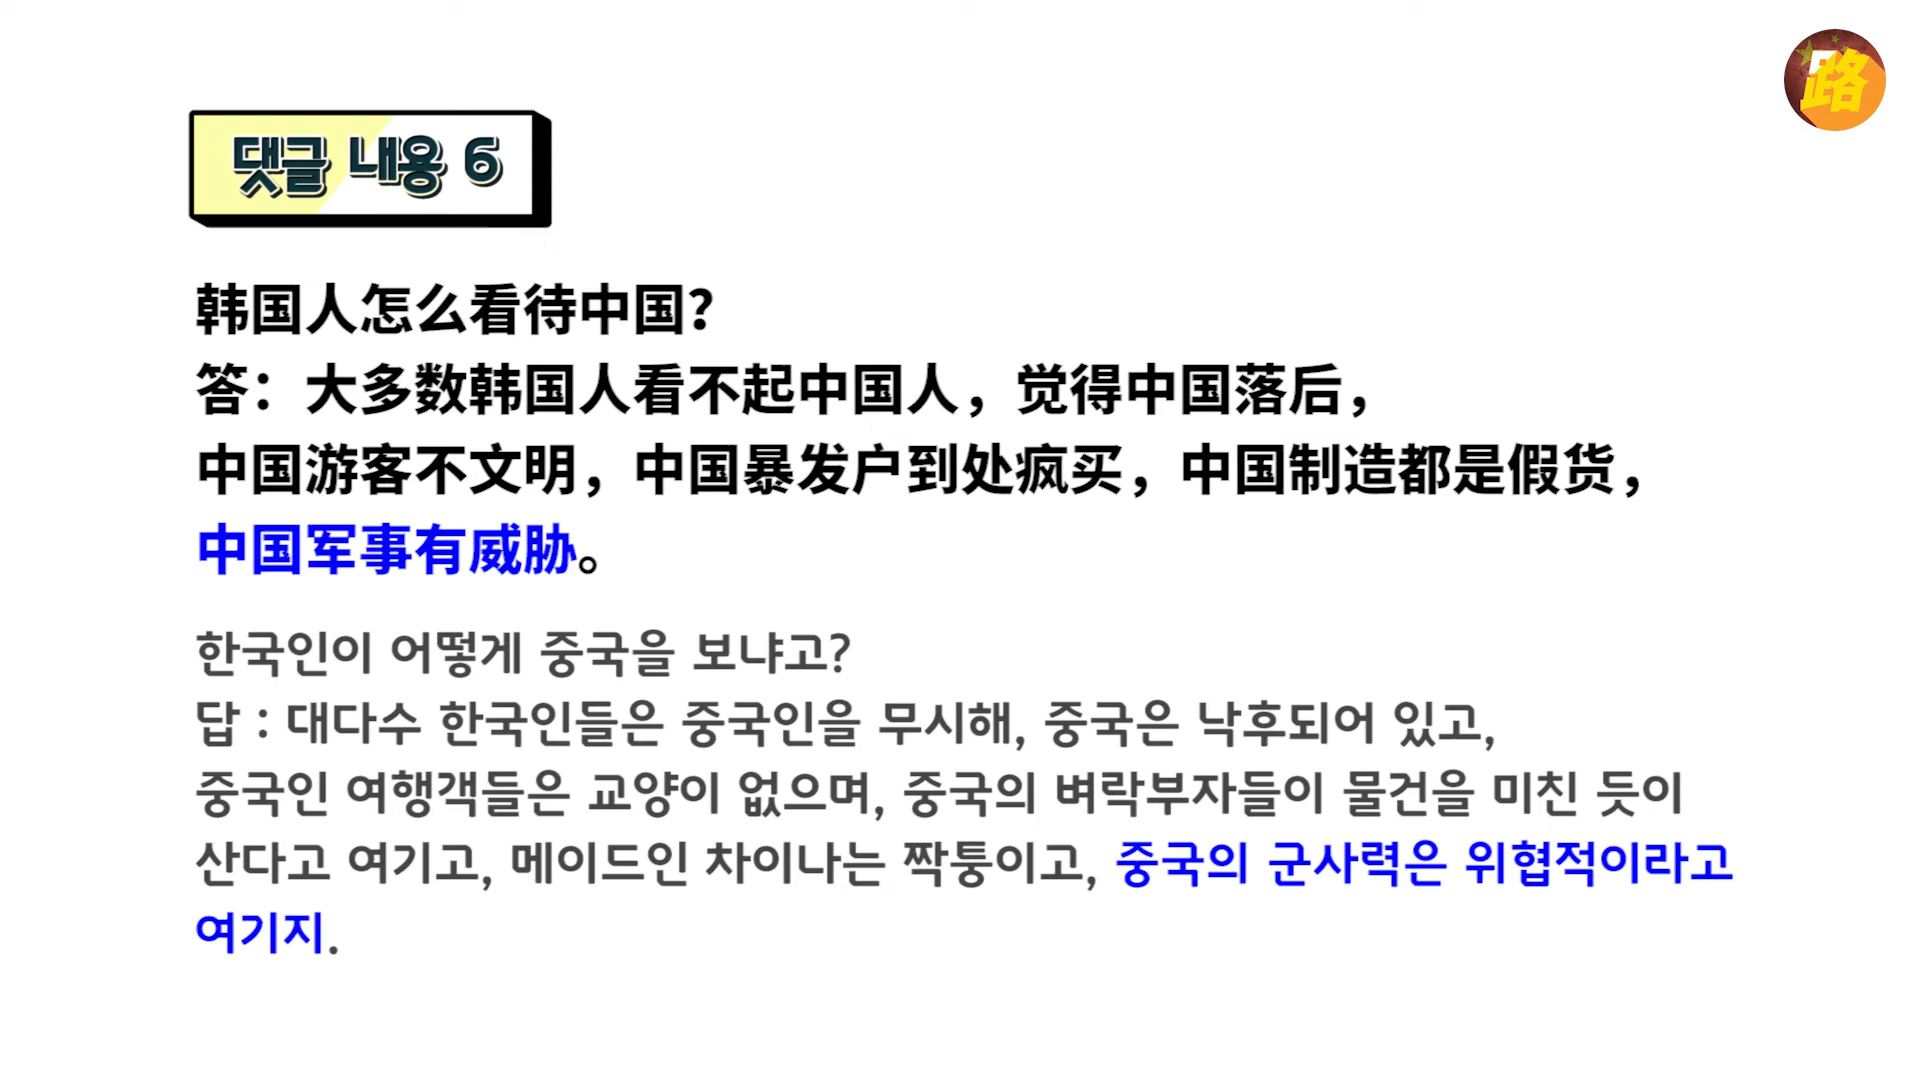 路
댓글 내용 6
韩国人怎么看待中国？
答：大多数韩国人看不起中国人，觉得中国落后，
中国游客不文明，中国暴发户到处疯买，中国制造都是假货，
中国军事有威胁。
한국인이 어떻게 중국을 보냐고?
답 : 대다수 한국인들은 중국인을 무시해, 중국은 낙후되어 있고,
중국인 여행객들은 교양이 없으며, 중국의 벼락부자들이 물건을 미친 듯이
산다고 여기고, 메이드인 차이나는 짝퉁이고, 중국의 군사력은 위협적이라고
여기지.